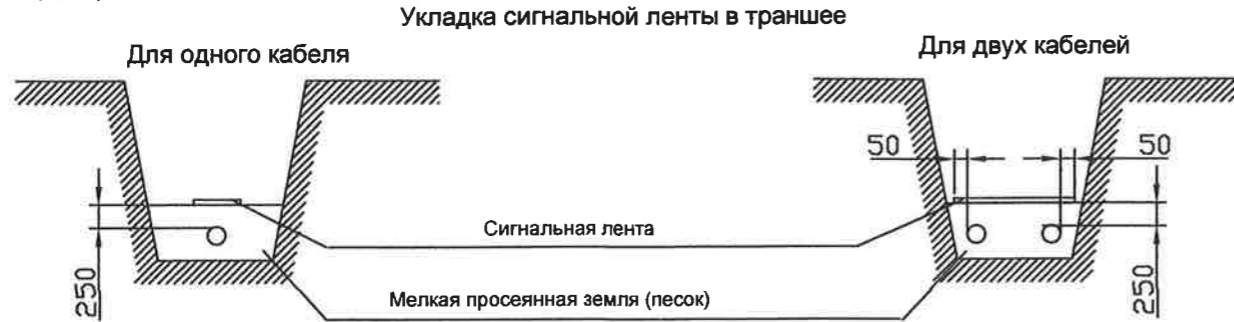 Укладка сигнальной ленты в траншее
Для одного кабеля
Для двух кабелей
50
50
Сигнальная лента
250
250
Мелкая просеянная земля (песок)